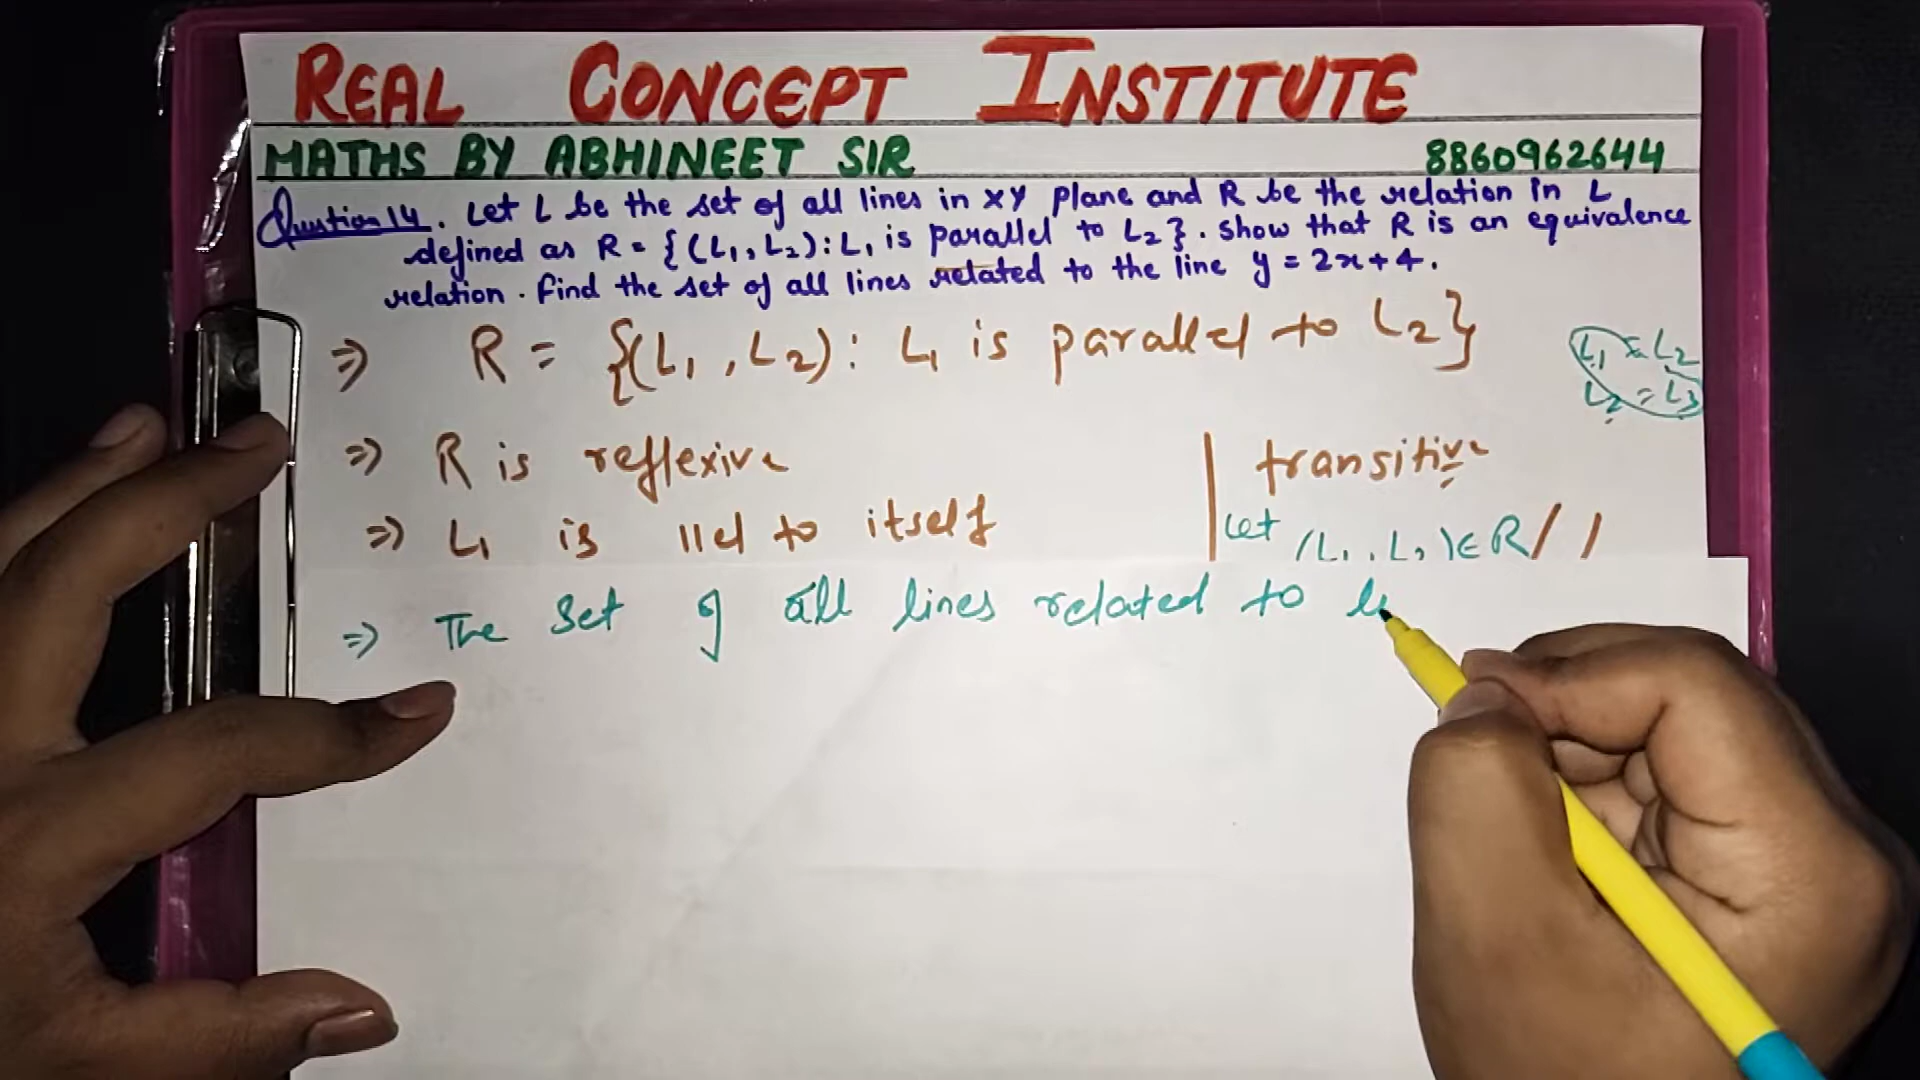 REAL CONCEPT INSTITUTE
MATHS BY ABHINEET SIR 8860962644
Question 14. Let L be the set of all lines in XY plane and R be the relation in L
defined as R = {(L₁, L₂): L₁ is parallel to L₂}. Show that R is an equivalence
relation. Find the set of all lines related to the line y = 2x + 4.
⇒ R = {(L₁, L₂): L₁ is parallel to L₂}
L₁ = L₂
L₂ = L₃
⇒ R is reflexive
⇒ L₁ is llel to itself
transitive
Let (L₁, L₂) ∈ R
⇒ The set of all lines related to